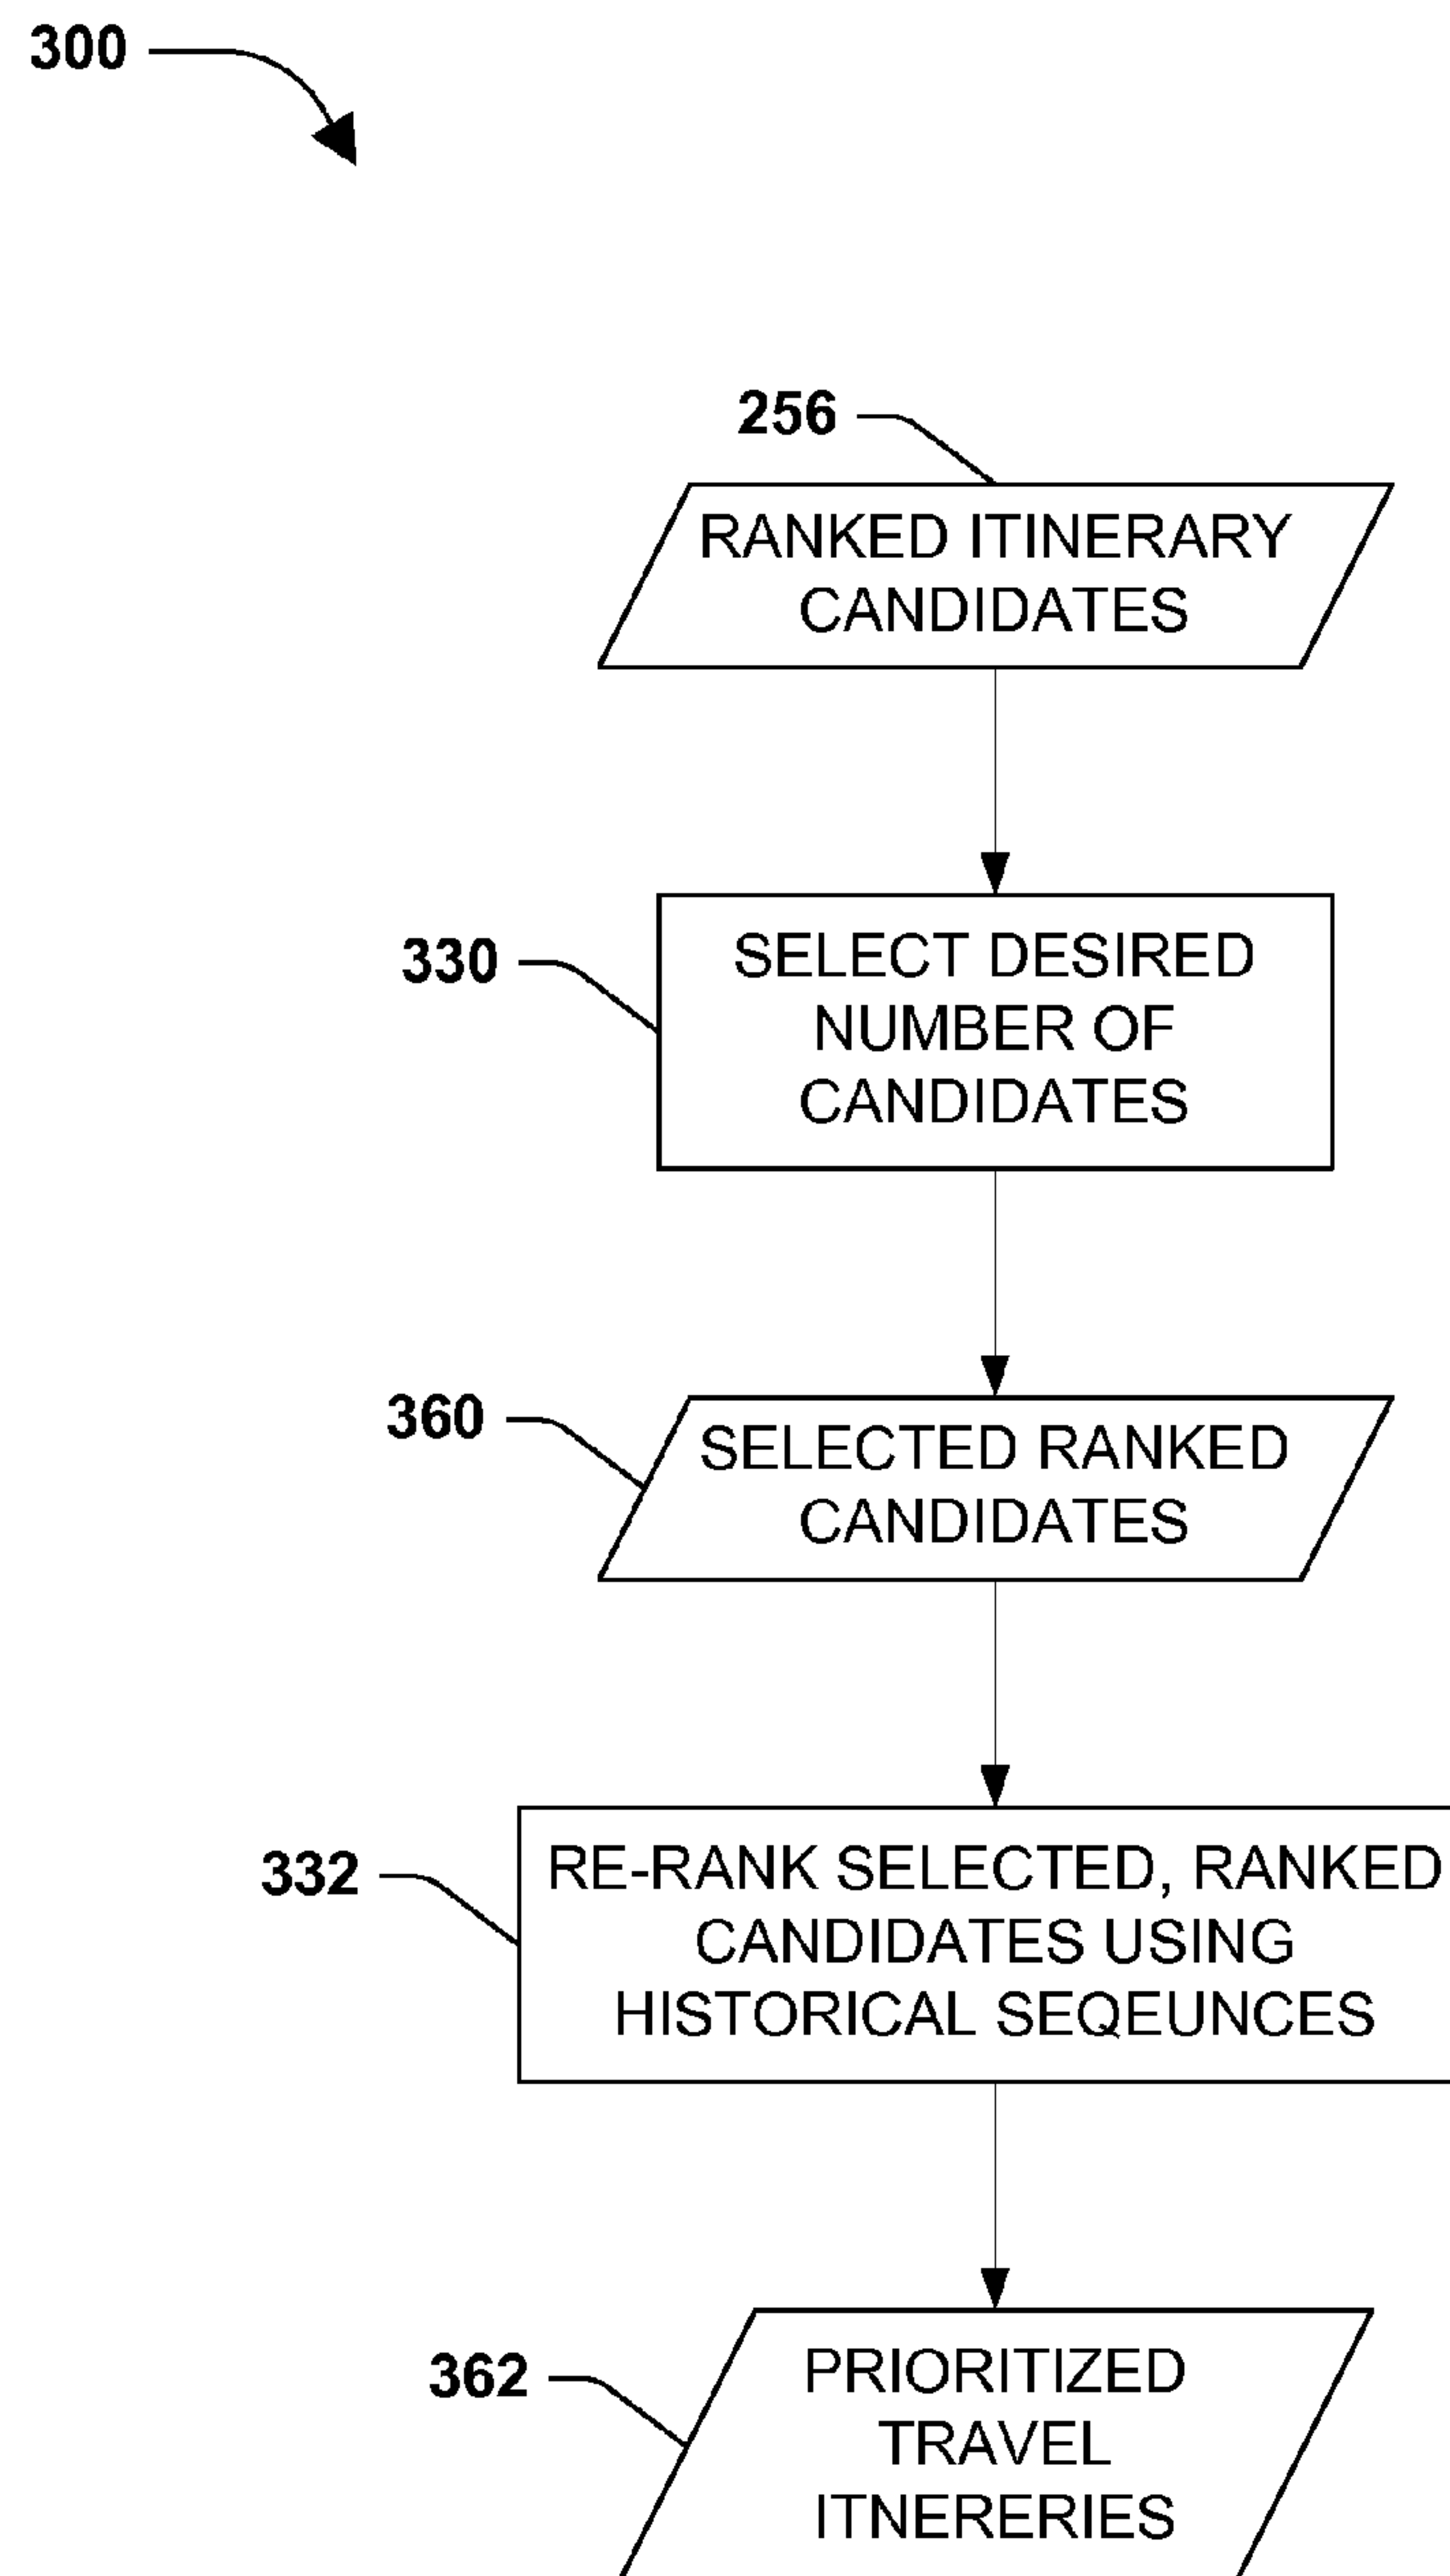 300
256
RANKED ITINERARY
CANDIDATES
330
SELECT DESIRED
NUMBER OF
CANDIDATES
360
SELECTED RANKED
CANDIDATES
332
RE-RANK SELECTED, RANKED
CANDIDATES USING
HISTORICAL SEQEUNCES
362
PRIORITIZED
TRAVEL
ITNERERIES